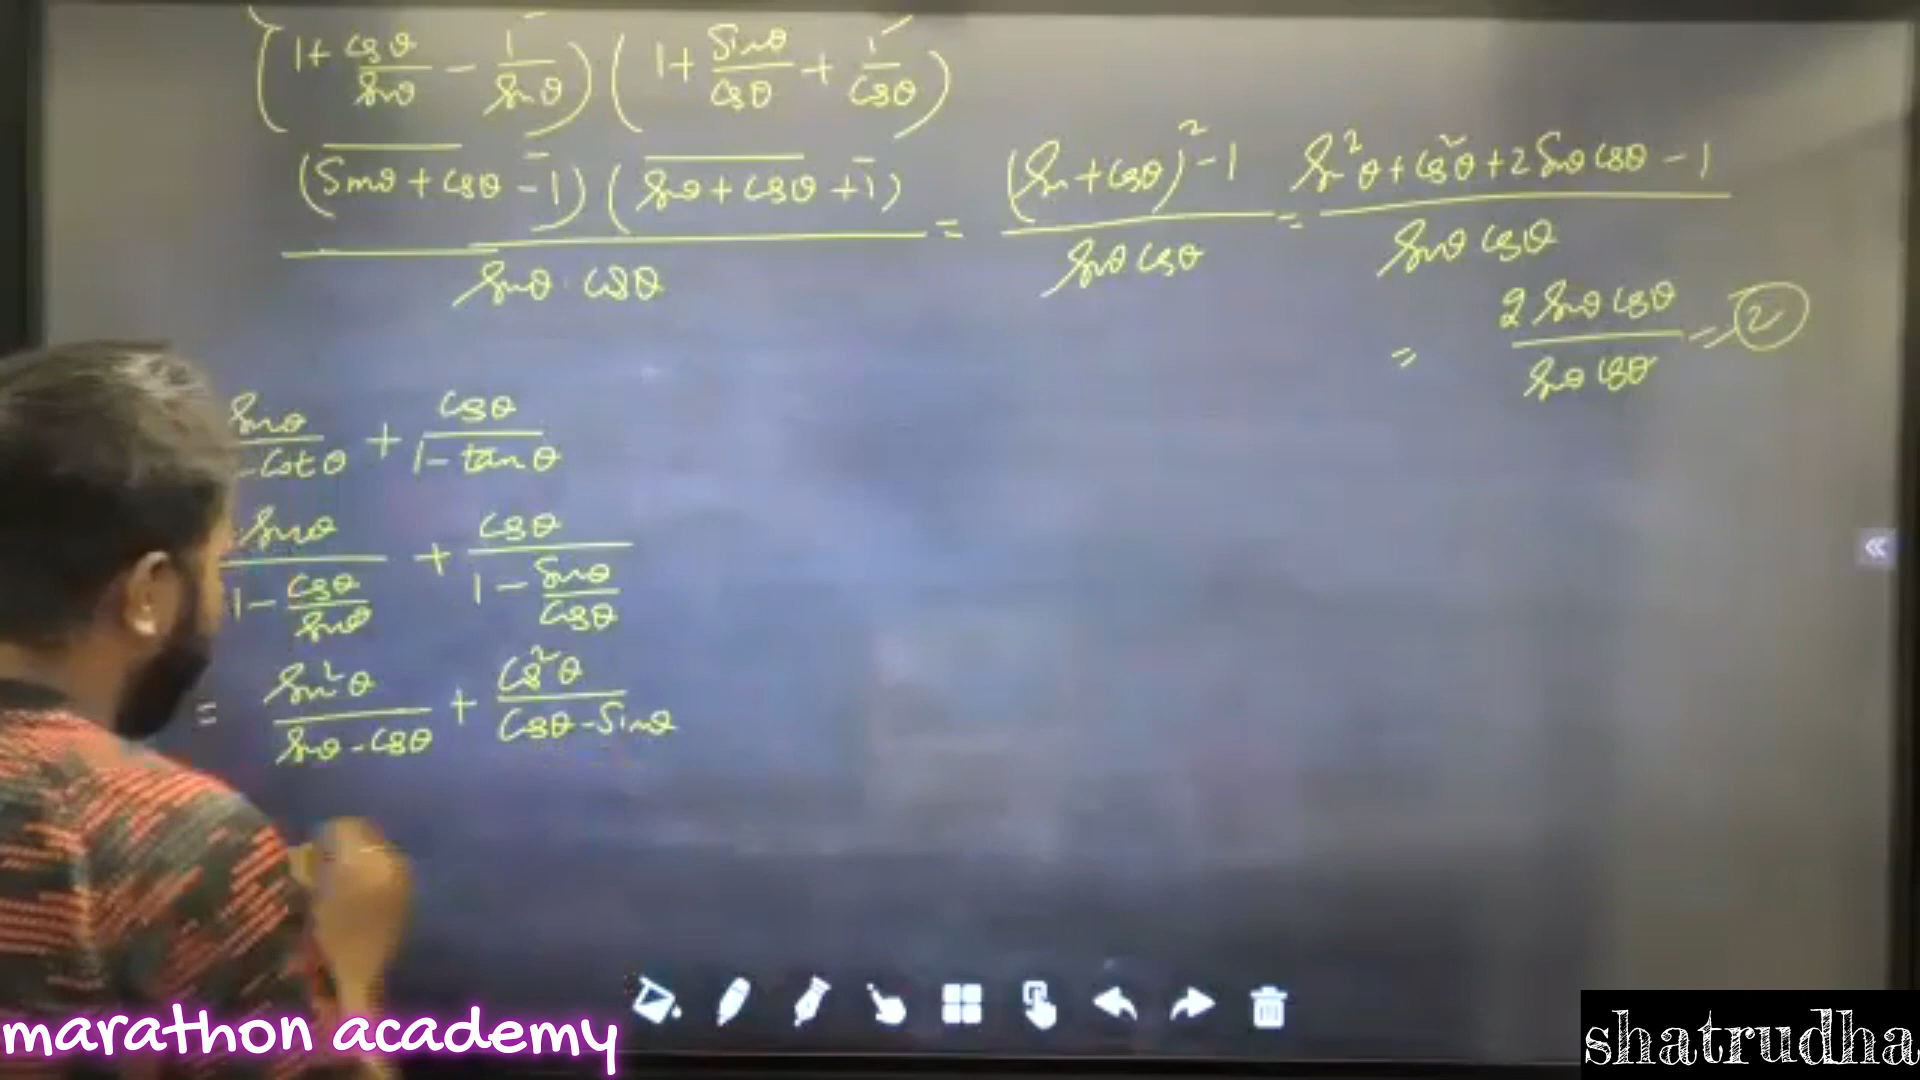 (1 + cosθ/sinθ − 1/sinθ)(1 + sinθ/cosθ + 1/cosθ)
(sinθ + cosθ − 1)(sinθ + cosθ + 1)/sinθ · cosθ = (sin + cosθ)² − 1/sinθ cosθ = sin²θ + cos²θ + 2 sinθ cosθ − 1/sinθ cosθ
= 2 sinθ cosθ/sinθ cosθ = 2
sinθ/− cotθ + cosθ/1 − tanθ
sinθ/1 − cosθ/sinθ + cosθ/1 − sinθ/cosθ
= sin²θ/sinθ − cosθ + cos²θ/cosθ − sinθ
marathon academy
shatrudha